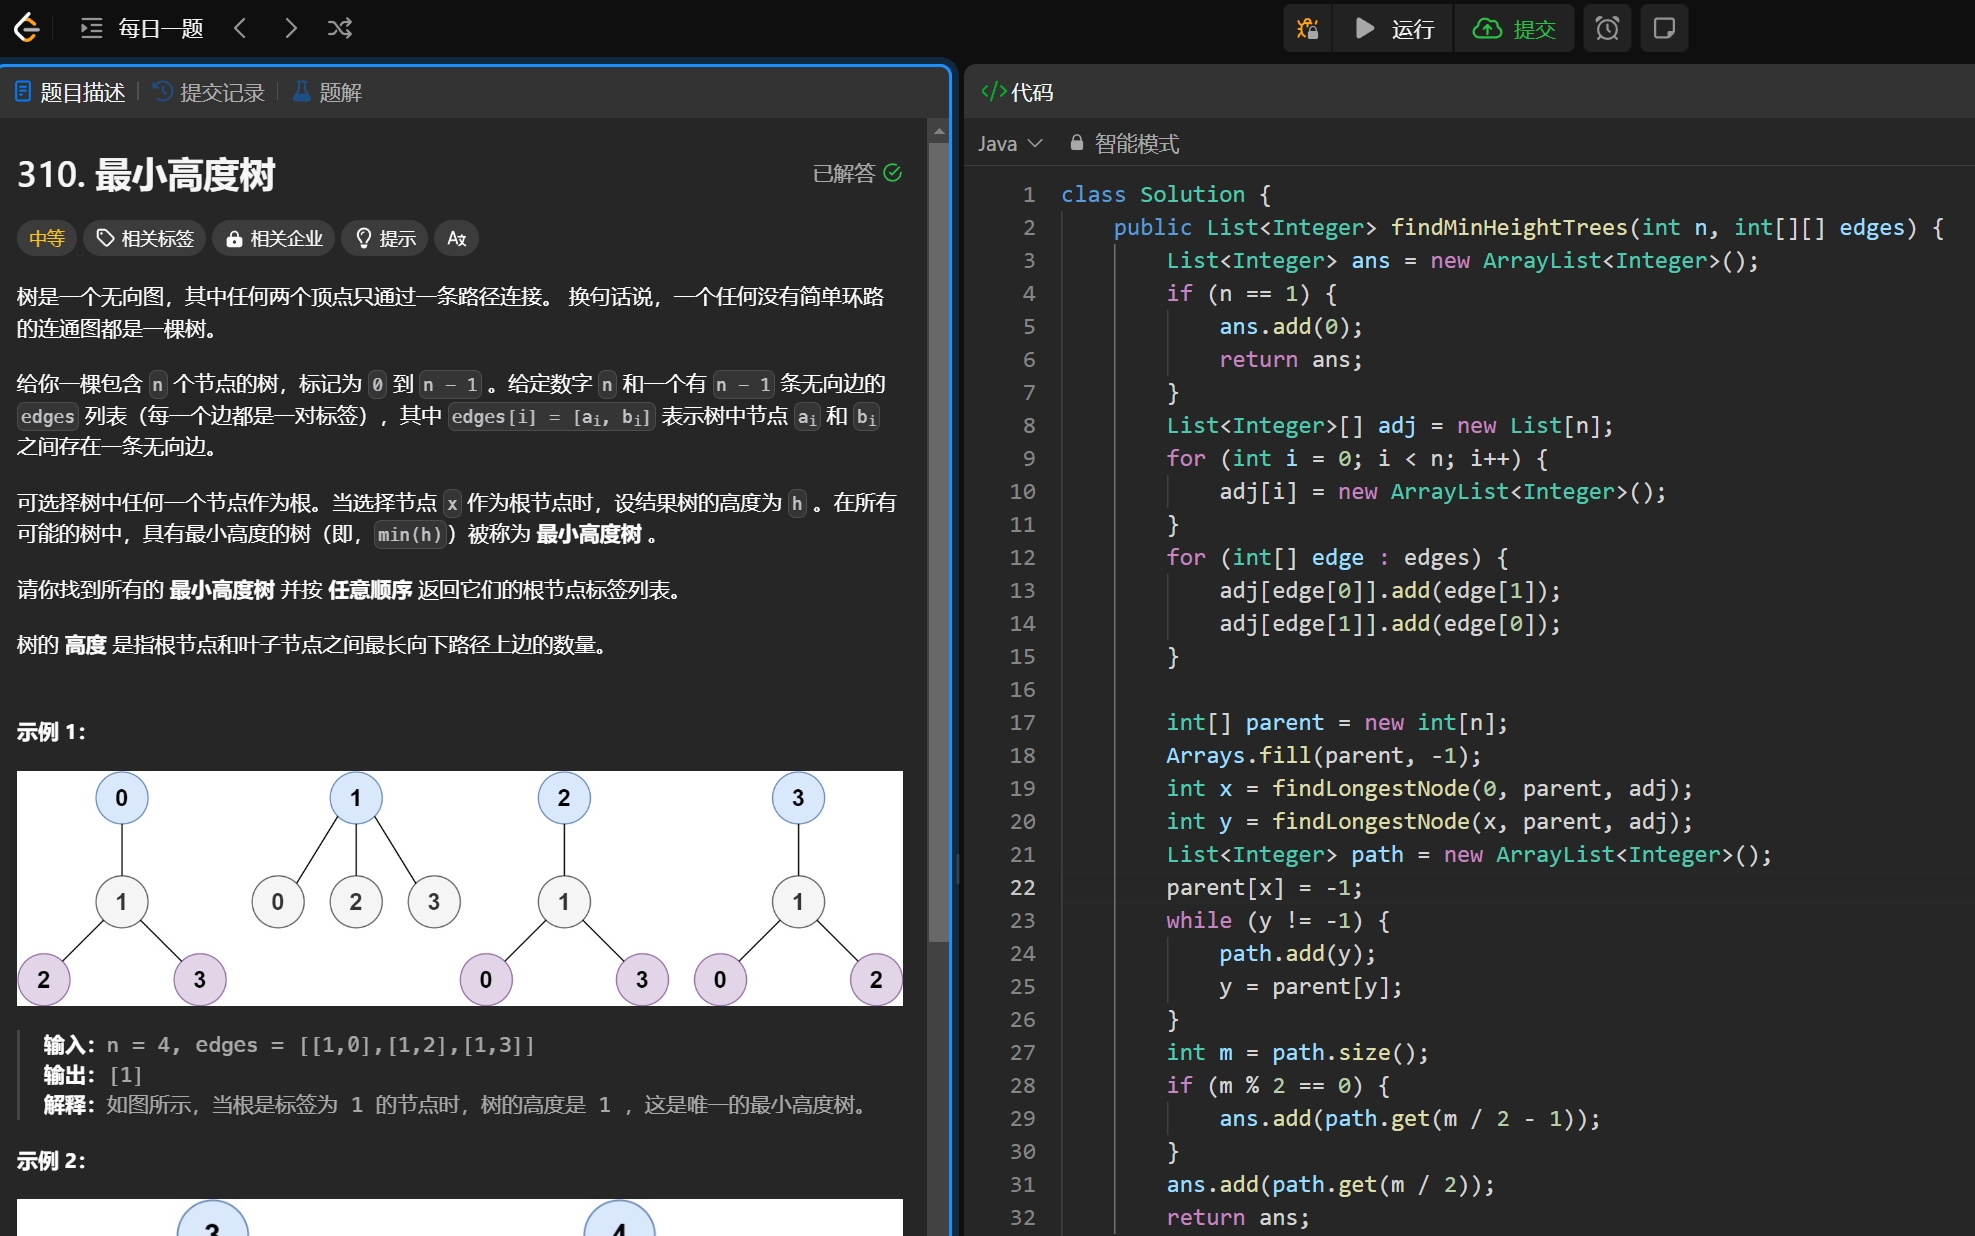 每日一题
运行
提交
题目描述
提交记录
题解
310. 最小高度树
已解答
中等
相关标签
相关企业
提示
树是一个无向图，其中任何两个顶点只通过一条路径连接。 换句话说，一个任何没有简单环路
的连通图都是一棵树。
给你一棵包含 n 个节点的树，标记为 0 到 n - 1 。给定数字 n 和一个有 n - 1 条无向边的
edges 列表（每一个边都是一对标签），其中 edges[i] = [ai, bi] 表示树中节点 ai 和 bi
之间存在一条无向边。
可选择树中任何一个节点作为根。当选择节点 x 作为根节点时，设结果树的高度为 h 。在所有
可能的树中，具有最小高度的树（即，min(h)）被称为 最小高度树 。
请你找到所有的 最小高度树 并按 任意顺序 返回它们的根节点标签列表。
树的 高度 是指根节点和叶子节点之间最长向下路径上边的数量。
示例 1：
0 1 2 3
1 0 2 3 1 1
2 3 0 3 0 2
输入：n = 4, edges = [[1,0],[1,2],[1,3]]
输出：[1]
解释：如图所示，当根是标签为 1 的节点时，树的高度是 1 ，这是唯一的最小高度树。
示例 2：
3 4
代码
Java 智能模式
1 class Solution {
2 public List<Integer> findMinHeightTrees(int n, int[][] edges) {
3 List<Integer> ans = new ArrayList<Integer>();
4 if (n == 1) {
5 ans.add(0);
6 return ans;
7 }
8 List<Integer>[] adj = new List[n];
9 for (int i = 0; i < n; i++) {
10 adj[i] = new ArrayList<Integer>();
11 }
12 for (int[] edge : edges) {
13 adj[edge[0]].add(edge[1]);
14 adj[edge[1]].add(edge[0]);
15 }
16
17 int[] parent = new int[n];
18 Arrays.fill(parent, -1);
19 int x = findLongestNode(0, parent, adj);
20 int y = findLongestNode(x, parent, adj);
21 List<Integer> path = new ArrayList<Integer>();
22 parent[x] = -1;
23 while (y != -1) {
24 path.add(y);
25 y = parent[y];
26 }
27 int m = path.size();
28 if (m % 2 == 0) {
29 ans.add(path.get(m / 2 - 1));
30 }
31 ans.add(path.get(m / 2));
32 return ans;